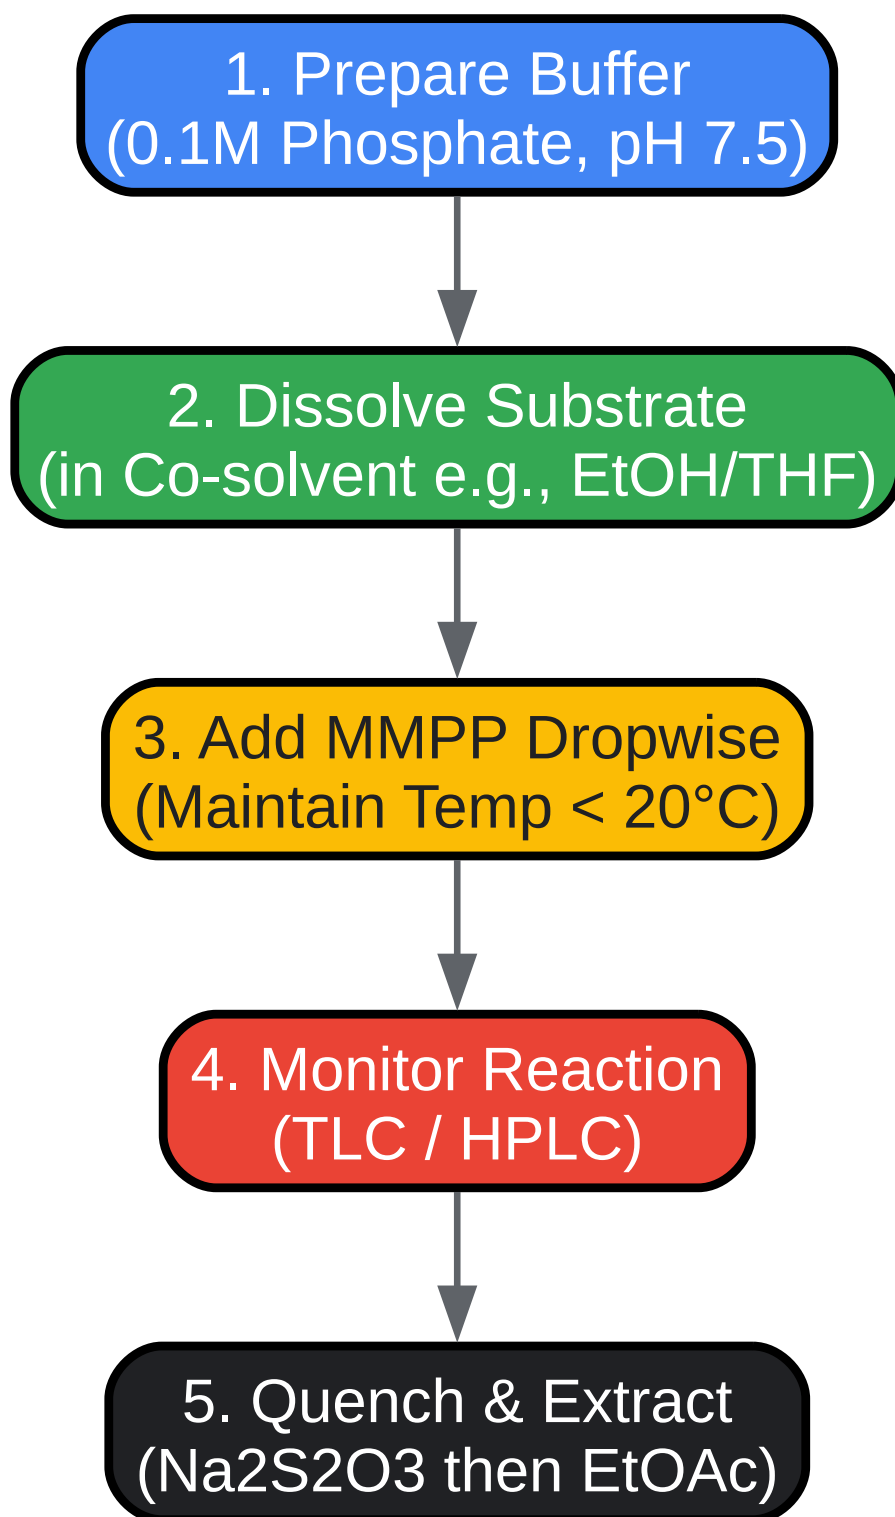 1. Prepare Buffer
(0.1M Phosphate, pH 7.5)
2. Dissolve Substrate
(in Co-solvent e.g., EtOH/THF)
3. Add MMPP Dropwise
(Maintain Temp < 20°C)
4. Monitor Reaction
(TLC / HPLC)
5. Quench & Extract
(Na2S2O3 then EtOAc)